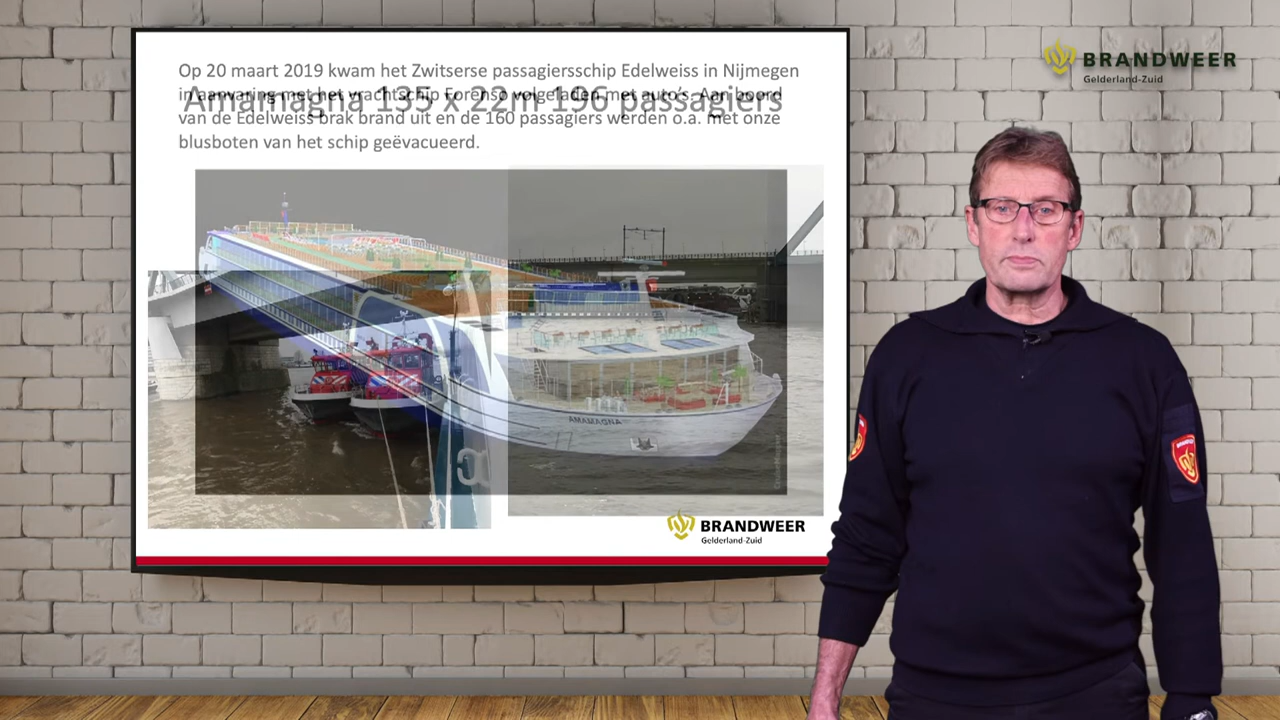 Op 20 maart 2019 kwam het Zwitserse passagiersschip Edelweiss in Nijmegen
in aanvaring met het vrachtschip Forenso volgeladen met auto's. Aan boord
Amamagna 135 x 22m 196 passagiers
van de Edelweiss brak brand uit en de 160 passagiers werden o.a. met onze
blusboten van het schip geëvacueerd.
AMAMAGNA
BRANDWEER
Gelderland-Zuid
BRANDWEER
Gelderland-Zuid